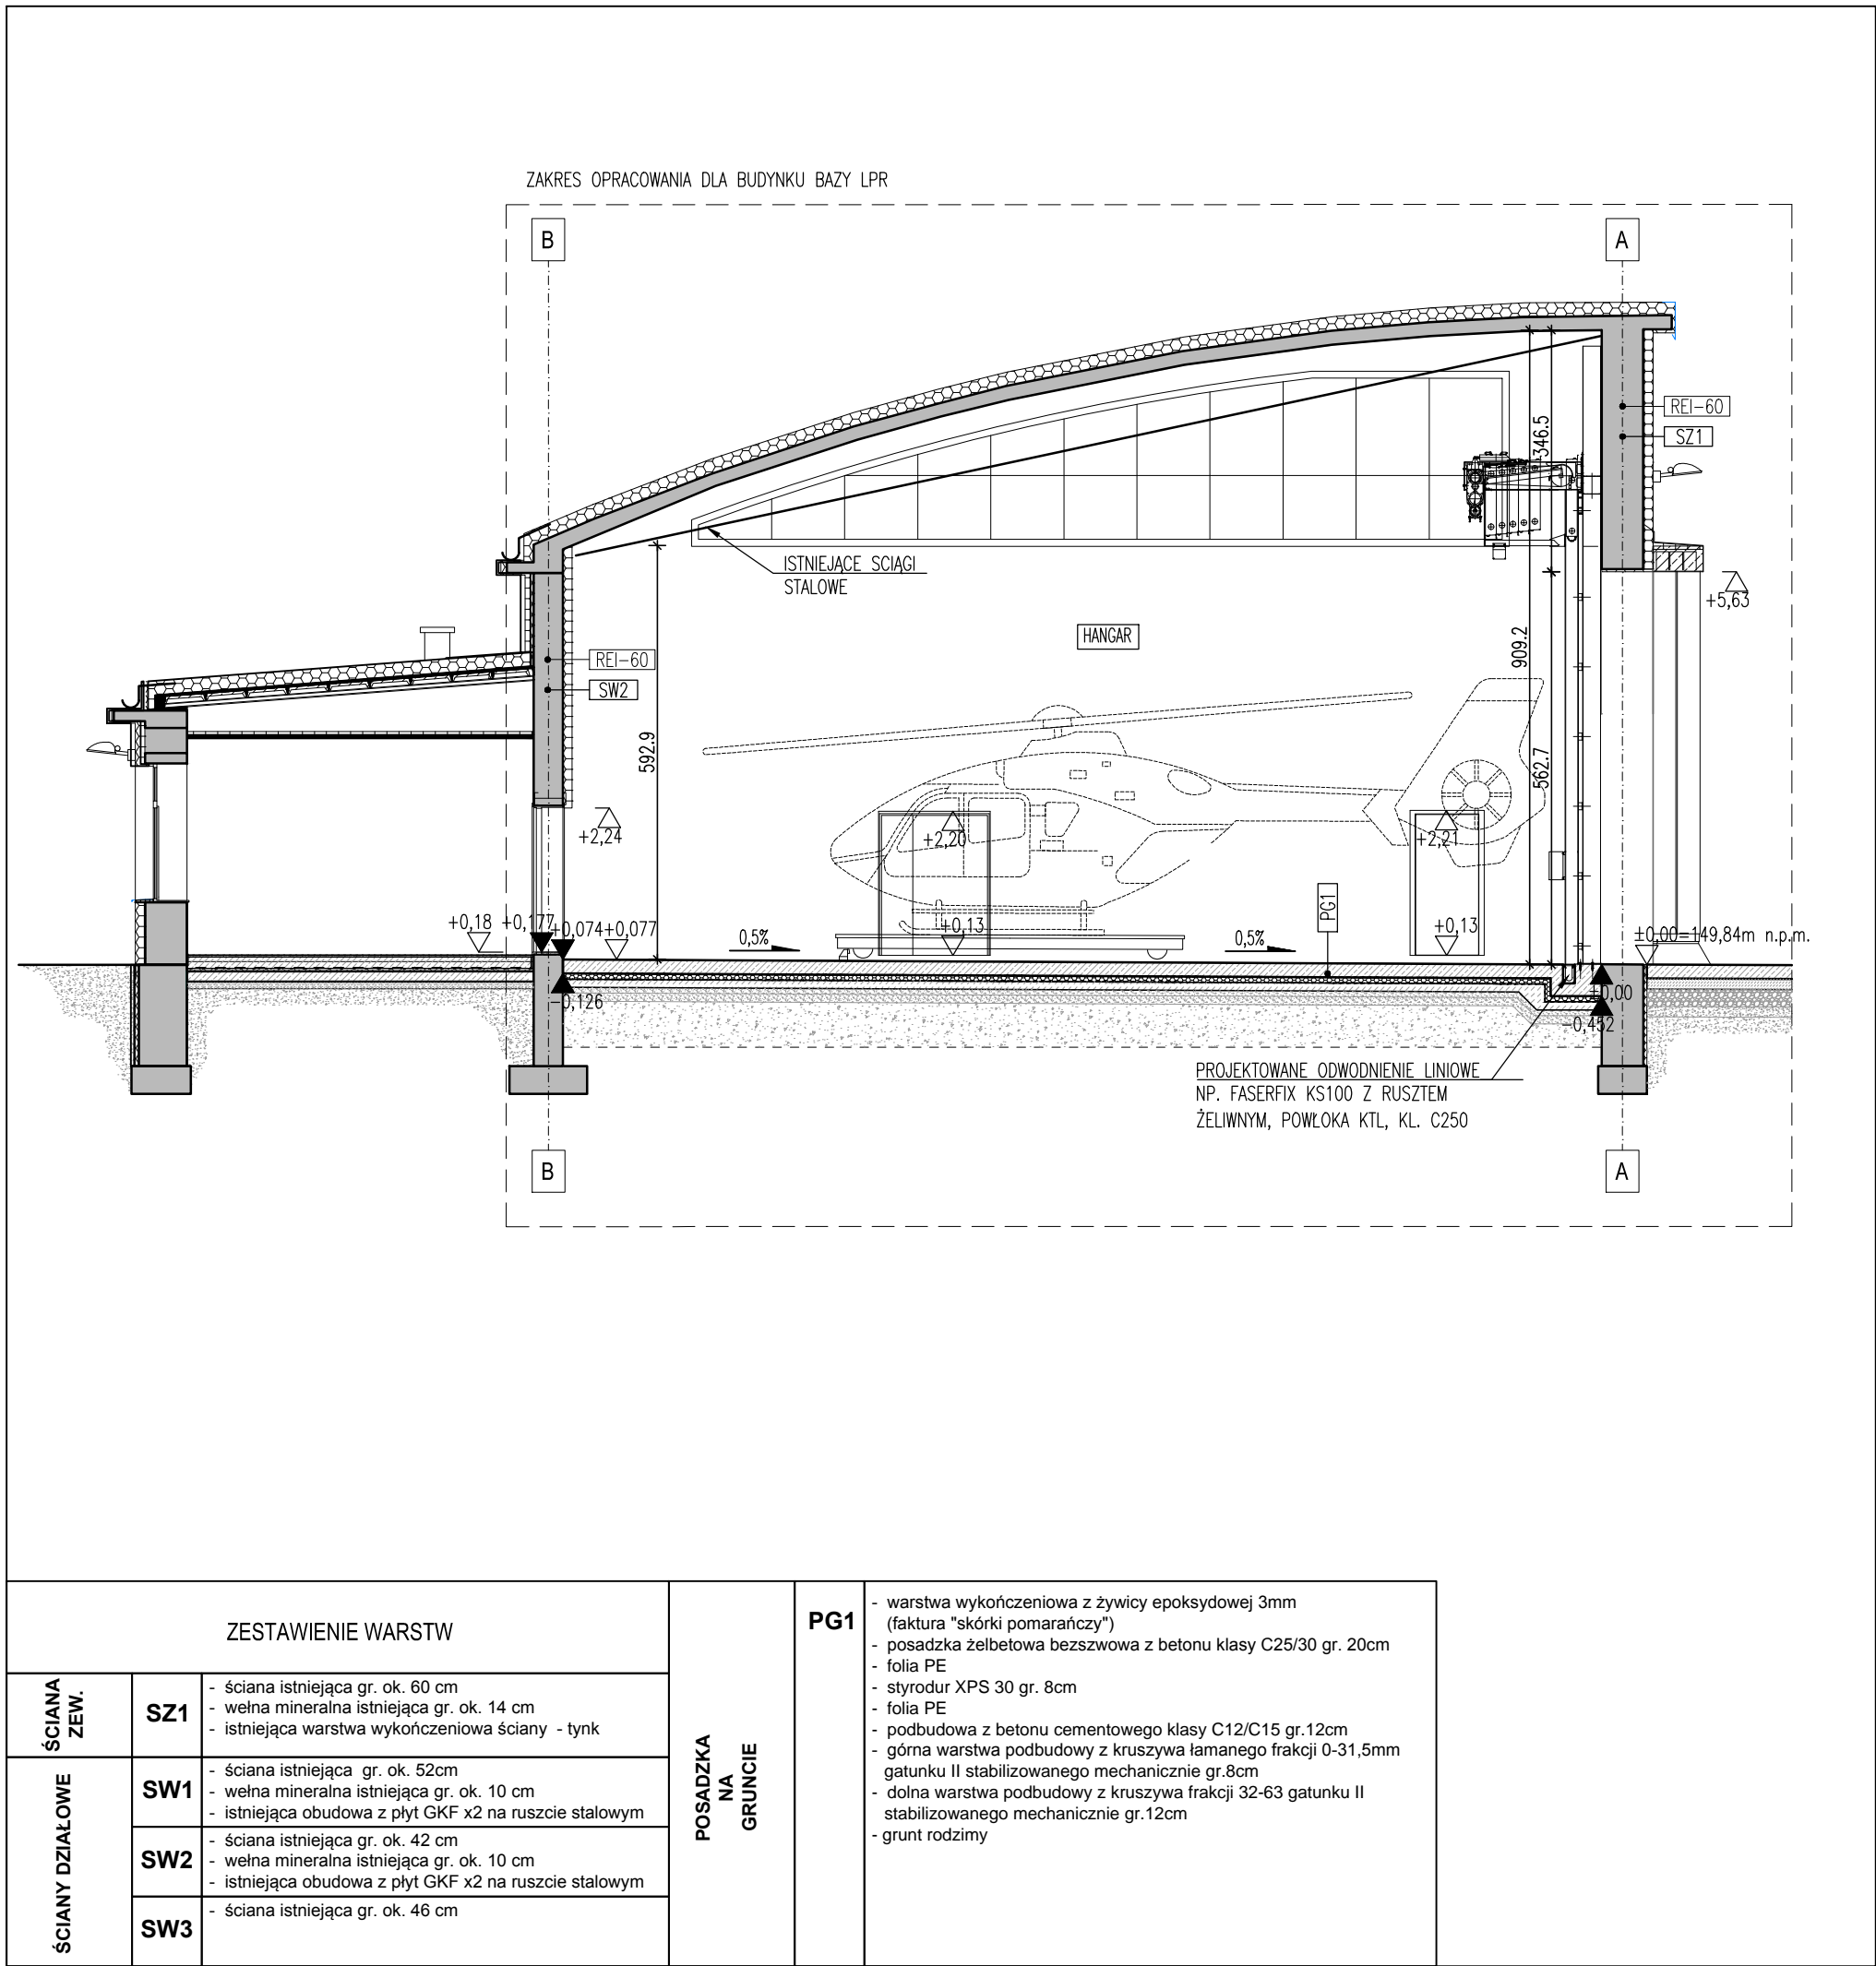 ZAKRES OPRACOWANIA DLA BUDYNKU BAZY LPR
B
A
REI-60
SZ1
346.5
ISTNIEJĄCE SCIĄGI
STALOWE
+5,63
HANGAR
909.2
REI-60
SW2
592.9
562.7
+2,24
+2,20
+2,21
PG1
+0,18 +0,177
+0,074+0,077
0,5%
+0,13
0,5%
+0,13
±0,00=149,84m n.p.m.
-0,126
±0,00
-0,452
PROJEKTOWANE ODWODNIENIE LINIOWE
NP. FASERFIX KS100 Z RUSZTEM
ŻELIWNYM, POWŁOKA KTL, KL. C250
B
A
ZESTAWIENIE WARSTW
ŚCIANA
ZEW.
SZ1
- ściana istniejąca gr. ok. 60 cm
- wełna mineralna istniejąca gr. ok. 14 cm
- istniejąca warstwa wykończeniowa ściany - tynk
ŚCIANY DZIAŁOWE
SW1
- ściana istniejąca gr. ok. 52cm
- wełna mineralna istniejąca gr. ok. 10 cm
- istniejąca obudowa z płyt GKF x2 na ruszcie stalowym
SW2
- ściana istniejąca gr. ok. 42 cm
- wełna mineralna istniejąca gr. ok. 10 cm
- istniejąca obudowa z płyt GKF x2 na ruszcie stalowym
SW3
- ściana istniejąca gr. ok. 46 cm
POSADZKA
NA
GRUNCIE
PG1
- warstwa wykończeniowa z żywicy epoksydowej 3mm
(faktura "skórki pomarańczy")
- posadzka żelbetowa bezszwowa z betonu klasy C25/30 gr. 20cm
- folia PE
- styrodur XPS 30 gr. 8cm
- folia PE
- podbudowa z betonu cementowego klasy C12/C15 gr.12cm
- górna warstwa podbudowy z kruszywa łamanego frakcji 0-31,5mm
gatunku II stabilizowanego mechanicznie gr.8cm
- dolna warstwa podbudowy z kruszywa frakcji 32-63 gatunku II
stabilizowanego mechanicznie gr.12cm
- grunt rodzimy